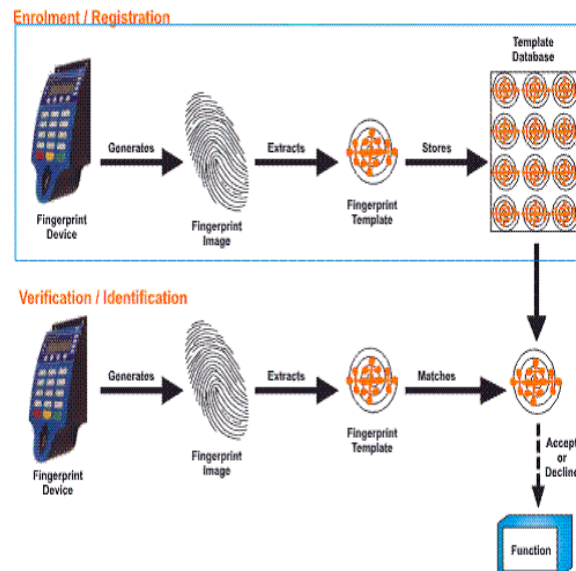 Enrolment / Registration
Template
Database
Generates
Extracts
Stores
Fingerprint
Device
Fingerprint
Image
Fingerprint
Template
Verification / Identification
Generates
Extracts
Matches
Fingerprint
Device
Fingerprint
Image
Fingerprint
Template
Accept
or
Decline
Function